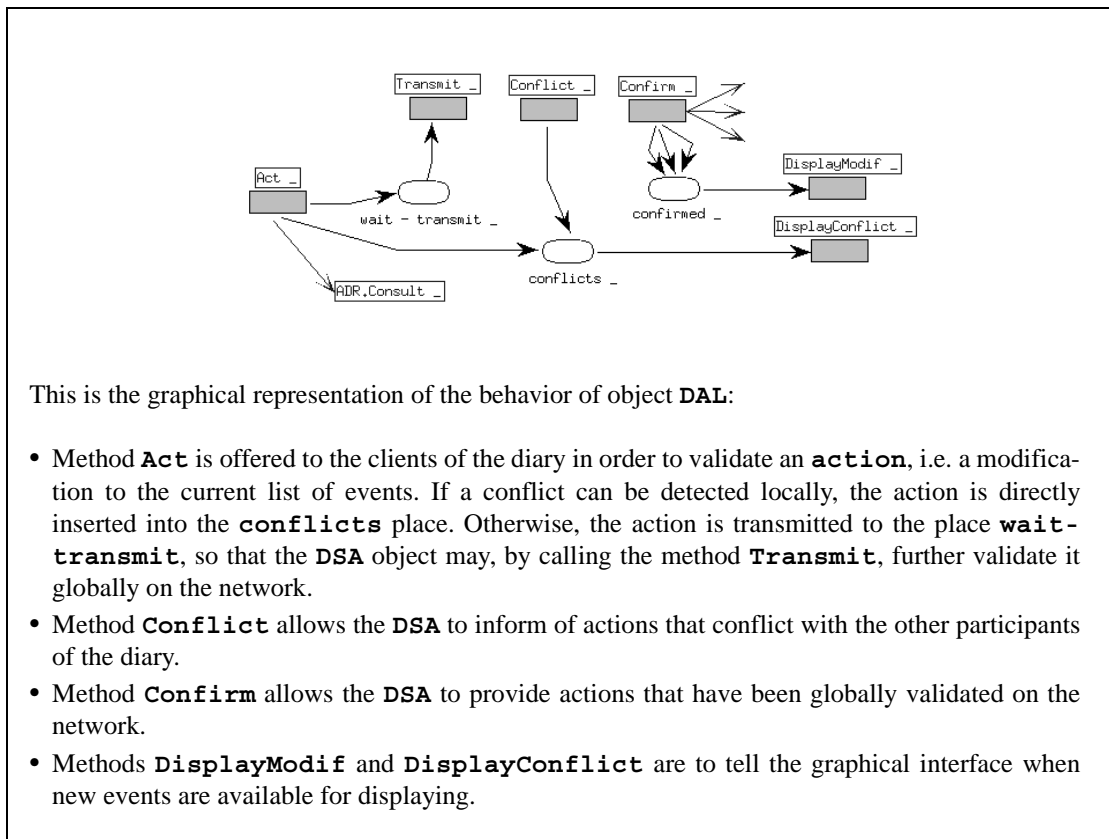 Transmit _
Conflict _
Confirm _
DisplayModif _
Act _
wait - transmit _
confirmed _
DisplayConflict _
conflicts _
ADR.Consult _
This is the graphical representation of the behavior of object DAL:
• Method Act is offered to the clients of the diary in order to validate an action, i.e. a modifica-
tion to the current list of events. If a conflict can be detected locally, the action is directly
inserted into the conflicts place. Otherwise, the action is transmitted to the place wait-
transmit, so that the DSA object may, by calling the method Transmit, further validate it
globally on the network.
• Method Conflict allows the DSA to inform of actions that conflict with the other participants
of the diary.
• Method Confirm allows the DSA to provide actions that have been globally validated on the
network.
• Methods DisplayModif and DisplayConflict are to tell the graphical interface when
new events are available for displaying.